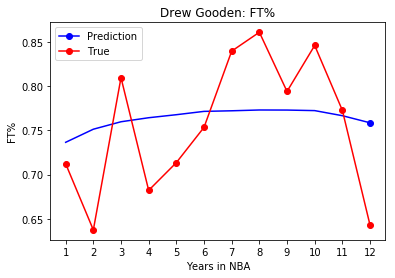 Drew Gooden: FT%
Prediction
True
0.85
0.80
0.75
0.70
0.65
FT%
1 2 3 4 5 6 7 8 9 10 11 12
Years in NBA